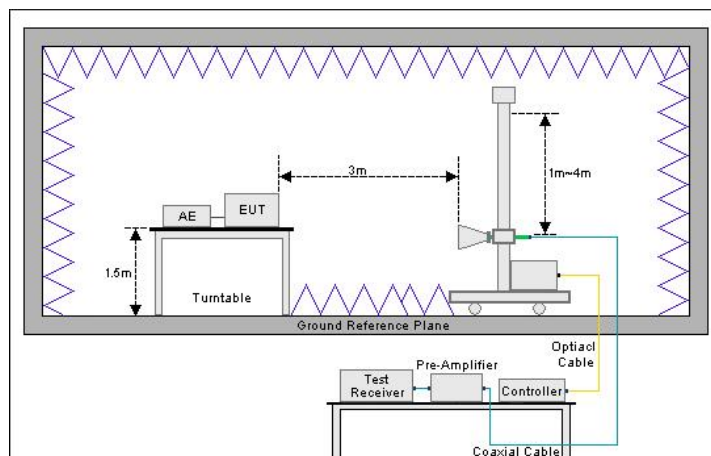 3m
1m~4m
AE
EUT
1.5m
Turntable
Ground Reference Plane
Optiacl
Cable
Pre-Amplifier
Test
Receiver
Controller
Coaxial Cable